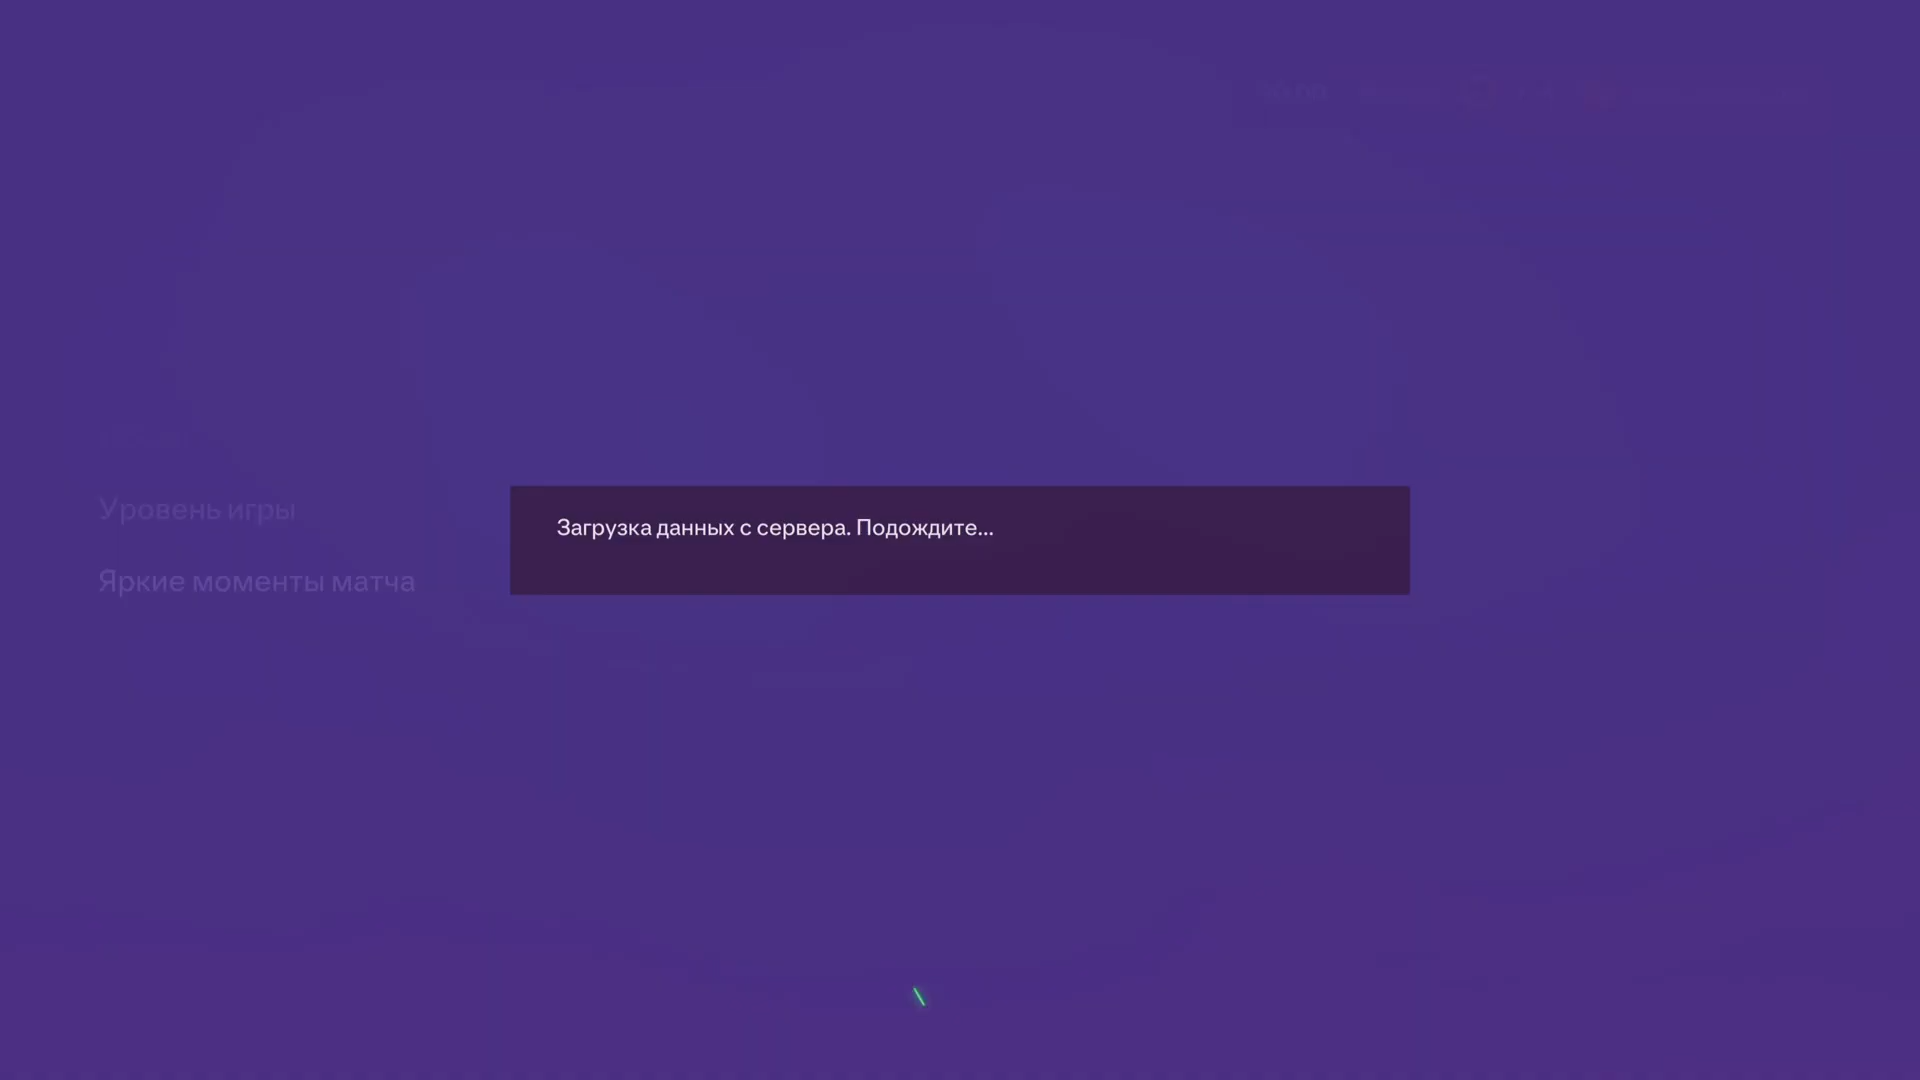 Уровень игры
Загрузка данных с сервера. Подождите...
Яркие моменты матча